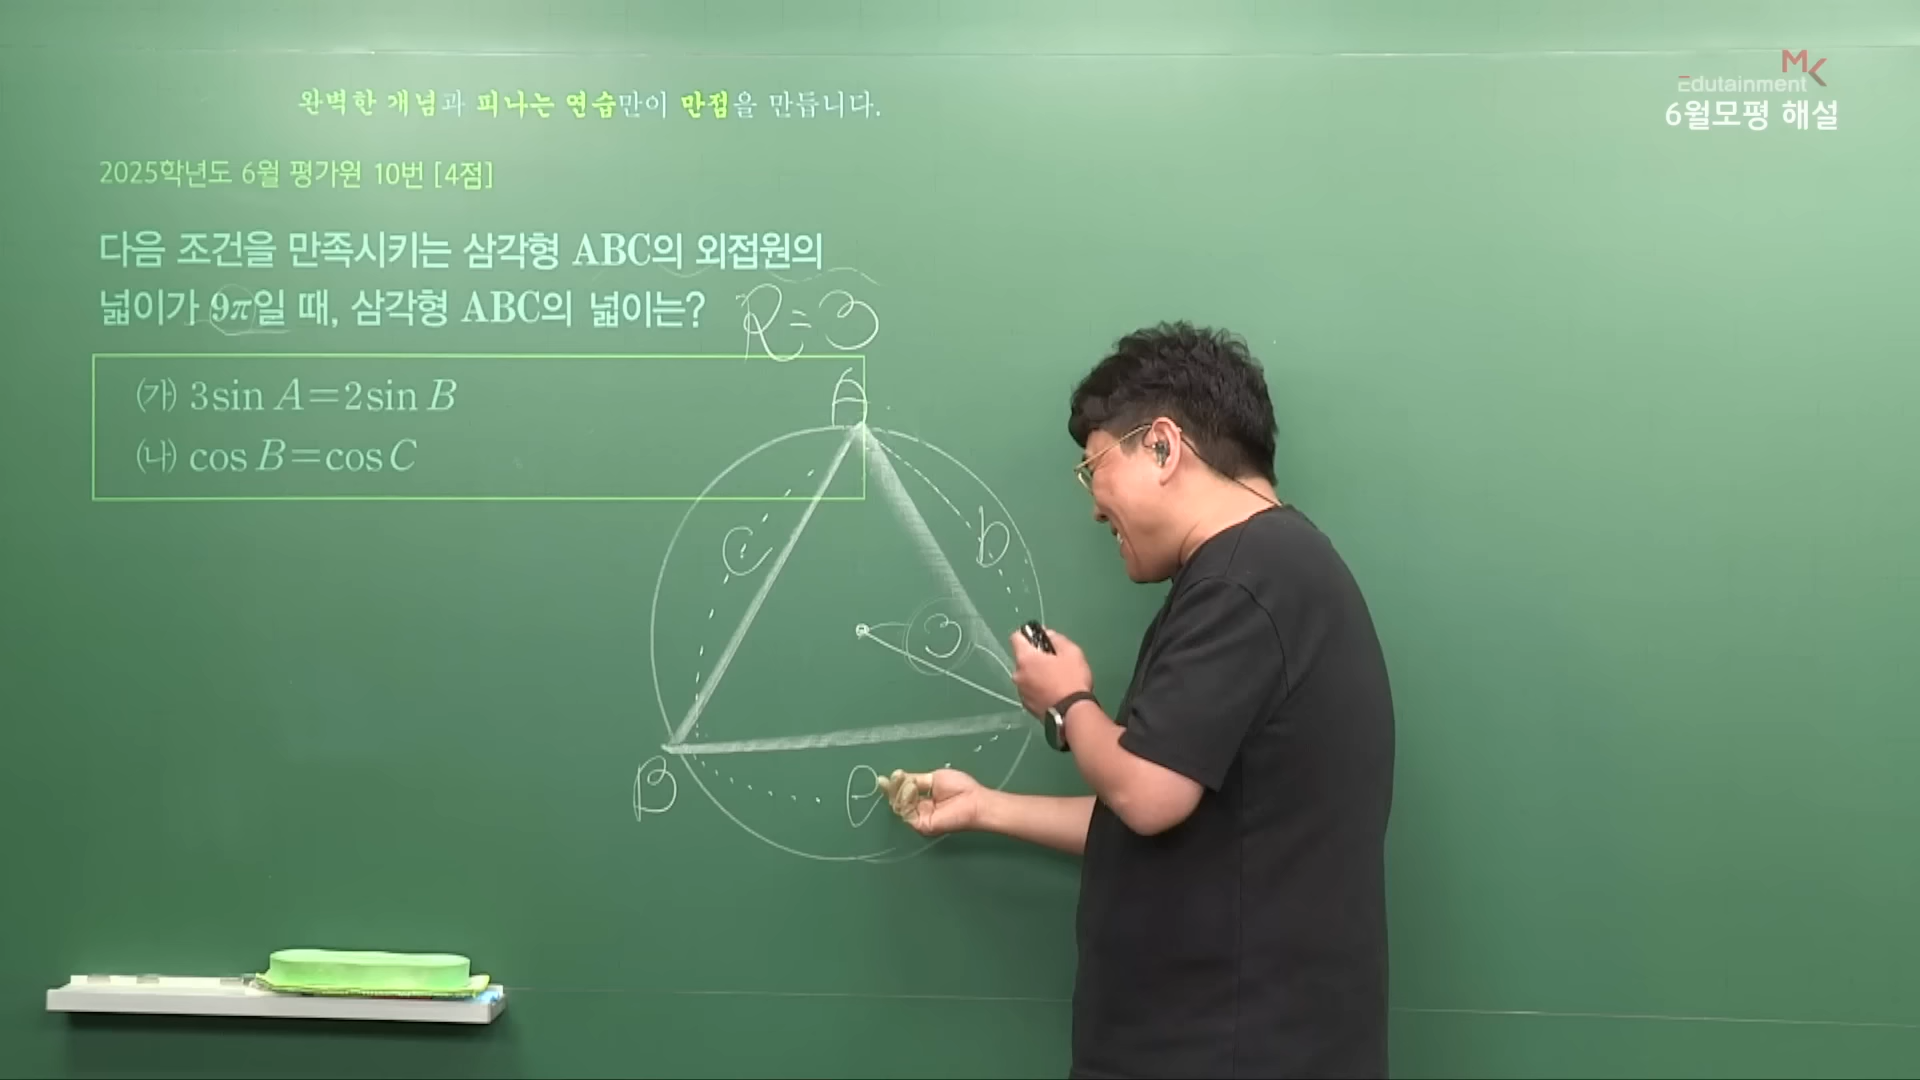 MK
Edutainment
6월모평 해설
완벽한 개념과 피나는 연습만이 만점을 만듭니다.
2025학년도 6월 평가원 10번 [4점]
다음 조건을 만족시키는 삼각형 ABC의 외접원의
넓이가 9π일 때, 삼각형 ABC의 넓이는?
R=3
㈎ 3sin A=2sin B
㈏ cos B=cos C
A
c
b
3
B